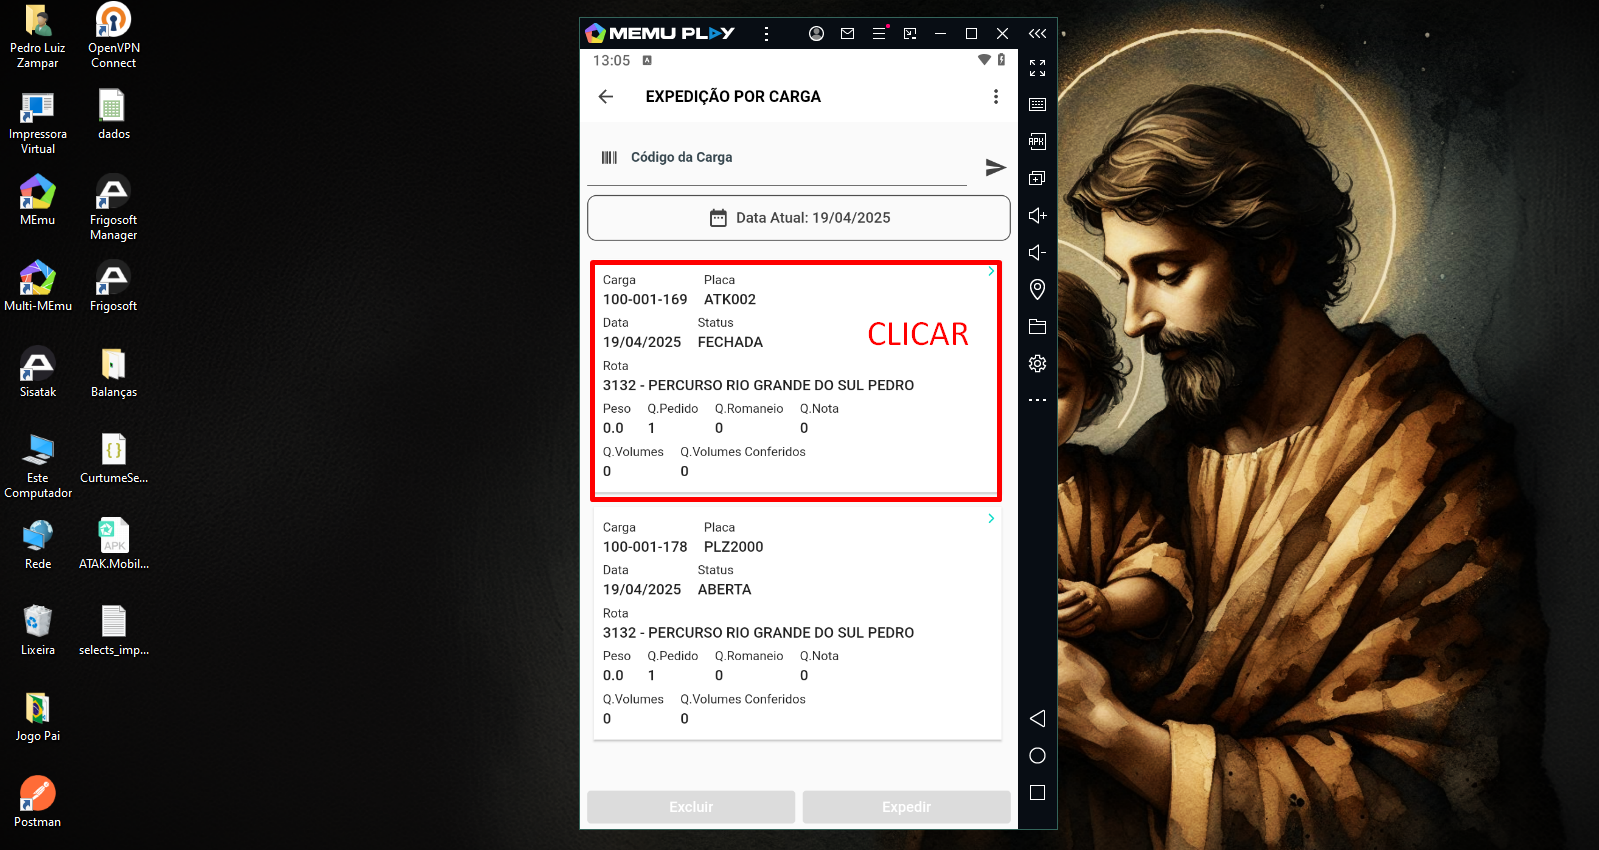 Pedro Luiz
Zampar
OpenVPN
Connect
Impressora
Virtual
dados
MEmu
Frigosoft
Manager
Multi-MEmu
Frigosoft
Sisatak
Balanças
Este
Computador
CurtumeSe...
Rede
APK
ATAK.Mobil...
Lixeira
selects_imp...
Jogo Pai
Postman
MEMU PLAY
13:05
A
EXPEDIÇÃO POR CARGA
Código da Carga
Data Atual: 19/04/2025
Carga Placa
100-001-169 ATK002
Data Status
19/04/2025 FECHADA
CLICAR
Rota
3132 - PERCURSO RIO GRANDE DO SUL PEDRO
Peso Q.Pedido Q.Romaneio Q.Nota
0.0 1 0 0
Q.Volumes Q.Volumes Conferidos
0 0
Carga Placa
100-001-178 PLZ2000
Data Status
19/04/2025 ABERTA
Rota
3132 - PERCURSO RIO GRANDE DO SUL PEDRO
Peso Q.Pedido Q.Romaneio Q.Nota
0.0 1 0 0
Q.Volumes Q.Volumes Conferidos
0 0
Excluir Expedir
APK